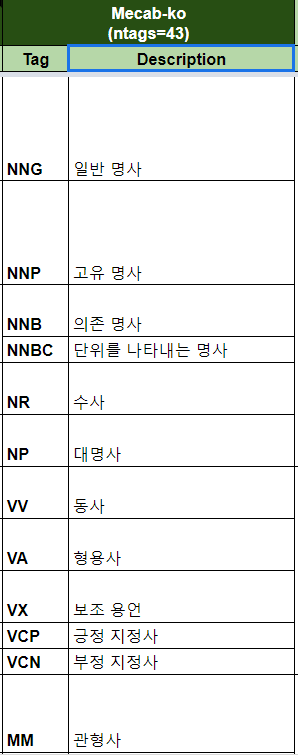 Mecab-ko
(ntags=43)
Tag Description
NNG 일반 명사
NNP 고유 명사
NNB 의존 명사
NNBC 단위를 나타내는 명사
NR 수사
NP 대명사
VV 동사
VA 형용사
VX 보조 용언
VCP 긍정 지정사
VCN 부정 지정사
MM 관형사